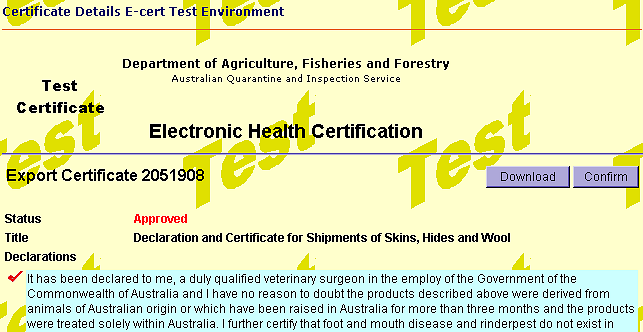 Certificate Details E-cert Test Environment
Department of Agriculture, Fisheries and Forestry
Australian Quarantine and Inspection Service
Test
Certificate
Electronic Health Certification
Test Test Test
Export Certificate 2051908
Download Confirm
Status Approved
Title Declaration and Certificate for Shipments of Skins, Hides and Wool
Declarations
It has been declared to me, a duly qualified veterinary surgeon in the employ of the Government of the
Commonwealth of Australia and I have no reason to doubt the products described above were derived from
animals of Australian origin or which have been raised in Australia for more than three months and the products
were treated solely within Australia. I further certify that foot and mouth disease and rinderpest do not exist in